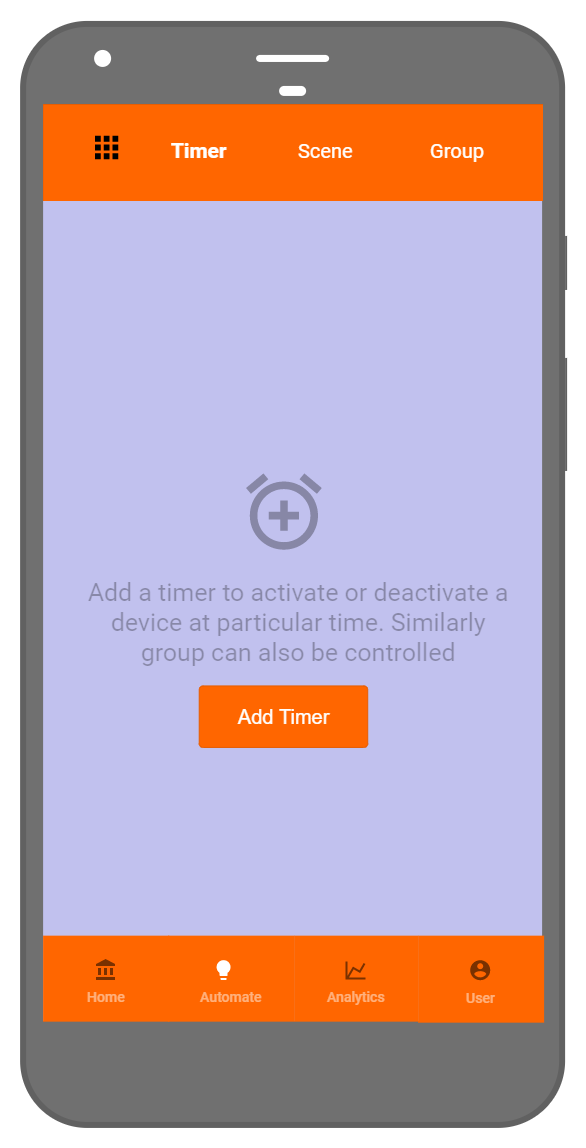 Timer Scene Group
Add a timer to activate or deactivate a
device at particular time. Similarly
group can also be controlled
Add Timer
Home Automate Analytics User